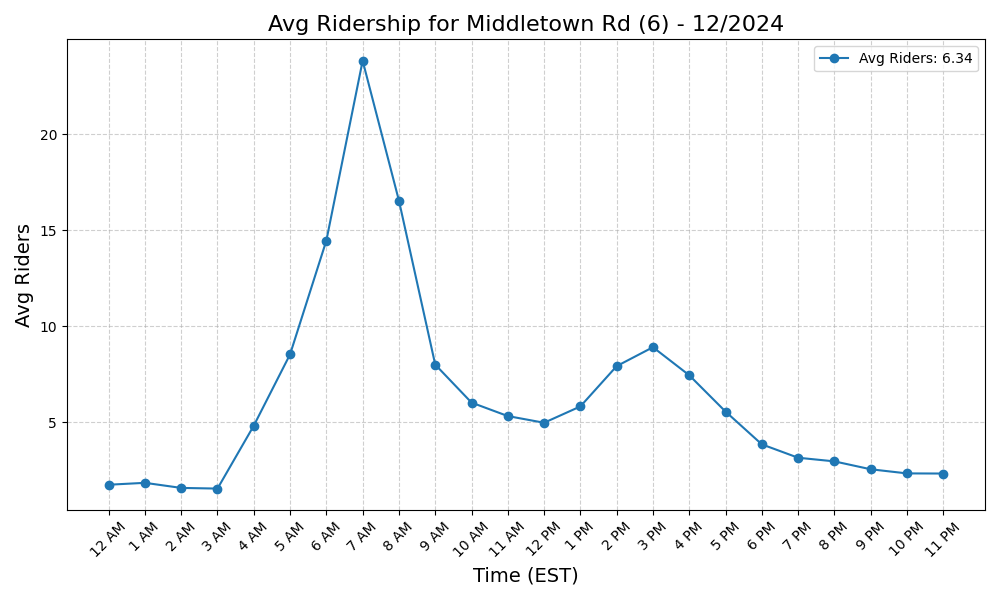 Avg Ridership for Middletown Rd (6) - 12/2024
Avg Riders: 6.34
Avg Riders
20
15
10
5
12 AM
1 AM
2 AM
3 AM
4 AM
5 AM
6 AM
7 AM
8 AM
9 AM
10 AM
11 AM
12 PM
1 PM
2 PM
3 PM
4 PM
5 PM
6 PM
7 PM
8 PM
9 PM
10 PM
11 PM
Time (EST)